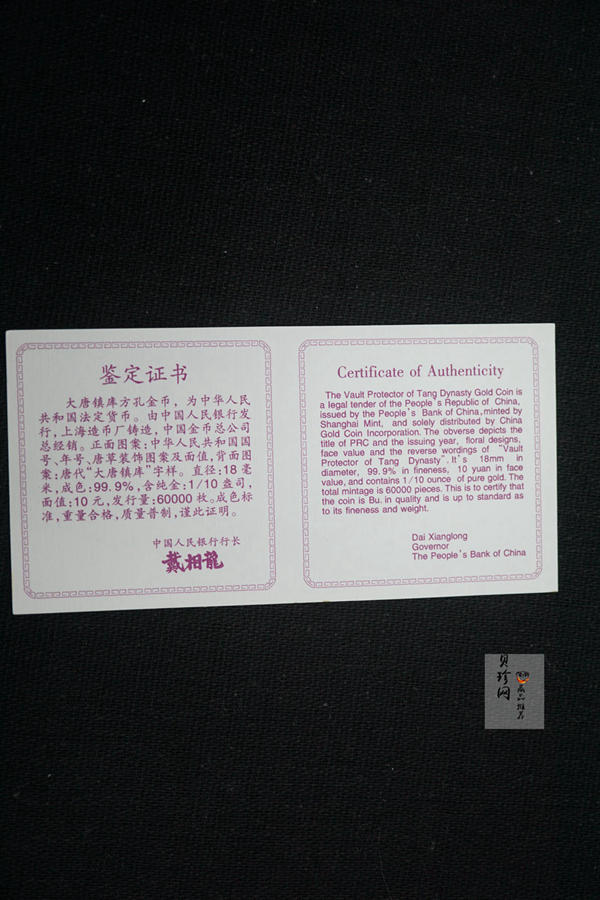 鉴定证书
大唐镇库方孔金币，为中华人民
共和国法定货币。由中国人民银行发
行，上海造币厂铸造，中国金币总公司
总经销。正面图案：中华人民共和国国
号、年号、唐草装饰图案及面值，背面图
案：唐代“大唐镇库”字样。直径：18毫
米，成色：99.9%，含纯金：1/10盎司，
面值：10元，发行量：60000枚。成色标
准，重量合格，质量普制，谨此证明。
中国人民银行行长
戴相龍
Certificate of Authenticity
The Vault Protector of Tang Dynasty Gold Coin is
a legal tender of the People's Republic of China,
issued by the People's Bank of China, minted by
Shanghai Mint, and solely distributed by China
Gold Coin Incorporation. The obverse depicts the
title of PRC and the issuing year, floral designs,
face value and the reverse wordings of "Vault
Protector of Tang Dynasty". It's 18mm in
diameter, 99.9% in fineness, 10 yuan in face
value, and contains 1/10 ounce of pure gold. The
total mintage is 60000 pieces. This is to certify that
the coin is Bu. in quality and is up to standard as
to its fineness and weight.
Dai Xianglong
Governor
The People's Bank of China
贝珍网
藏品推荐